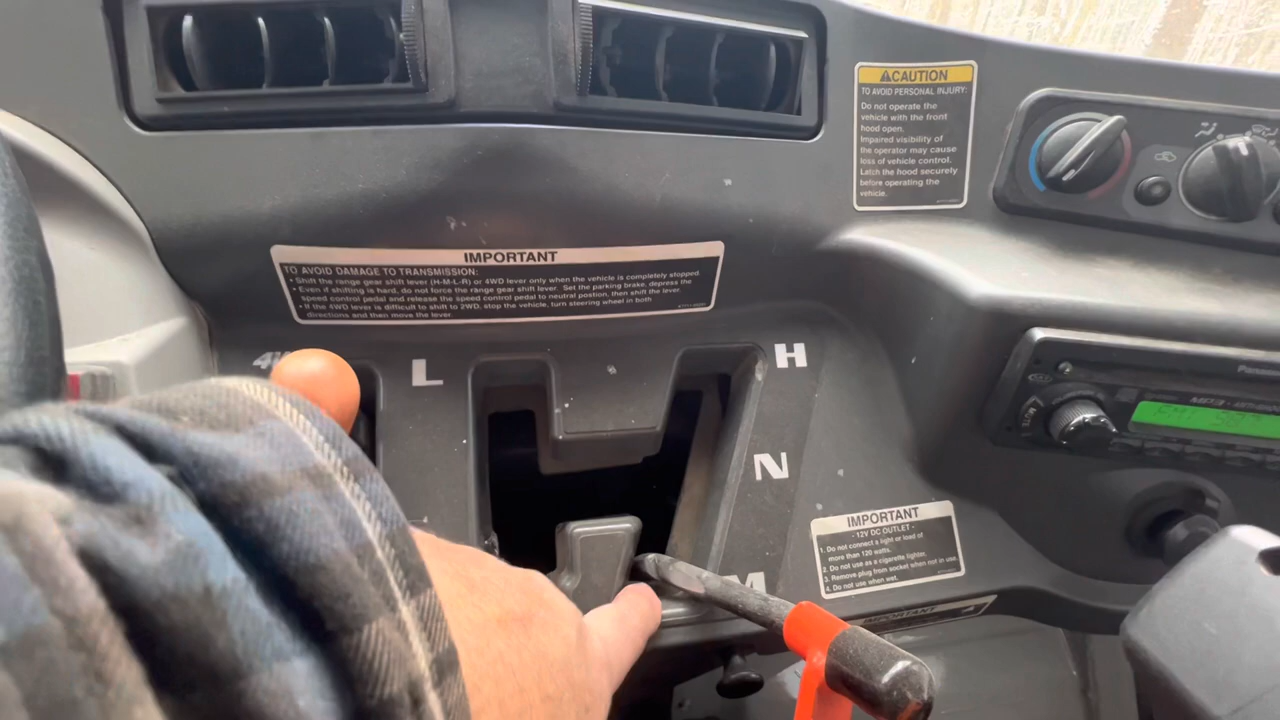 CAUTION
TO AVOID PERSONAL INJURY:
Do not operate the
vehicle with the front
hood open.
Impaired visibility of
the operator may cause
loss of vehicle control.
Latch the hood securely
before operating the
vehicle.
IMPORTANT
TO AVOID DAMAGE TO TRANSMISSION:
• Shift the range gear shift lever (H-M-L-R) or 4WD lever only when the vehicle is completely stopped.
• Even if shifting is hard, do not force the range gear shift lever. Set the parking brake, depress the
speed control pedal and release the speed control pedal to neutral postion, then shift the lever.
• If the 4WD lever is difficult to shift to 2WD, stop the vehicle, turn steering wheel in both
directions and then move the lever.
L
H
N
M
IMPORTANT
- 12V DC OUTLET -
1. Do not connect a light or load of
more than 120 watts.
2. Do not use as a cigarette lighter.
3. Remove plug from socket when not in use.
4. Do not use when wet.
IMPORTANT